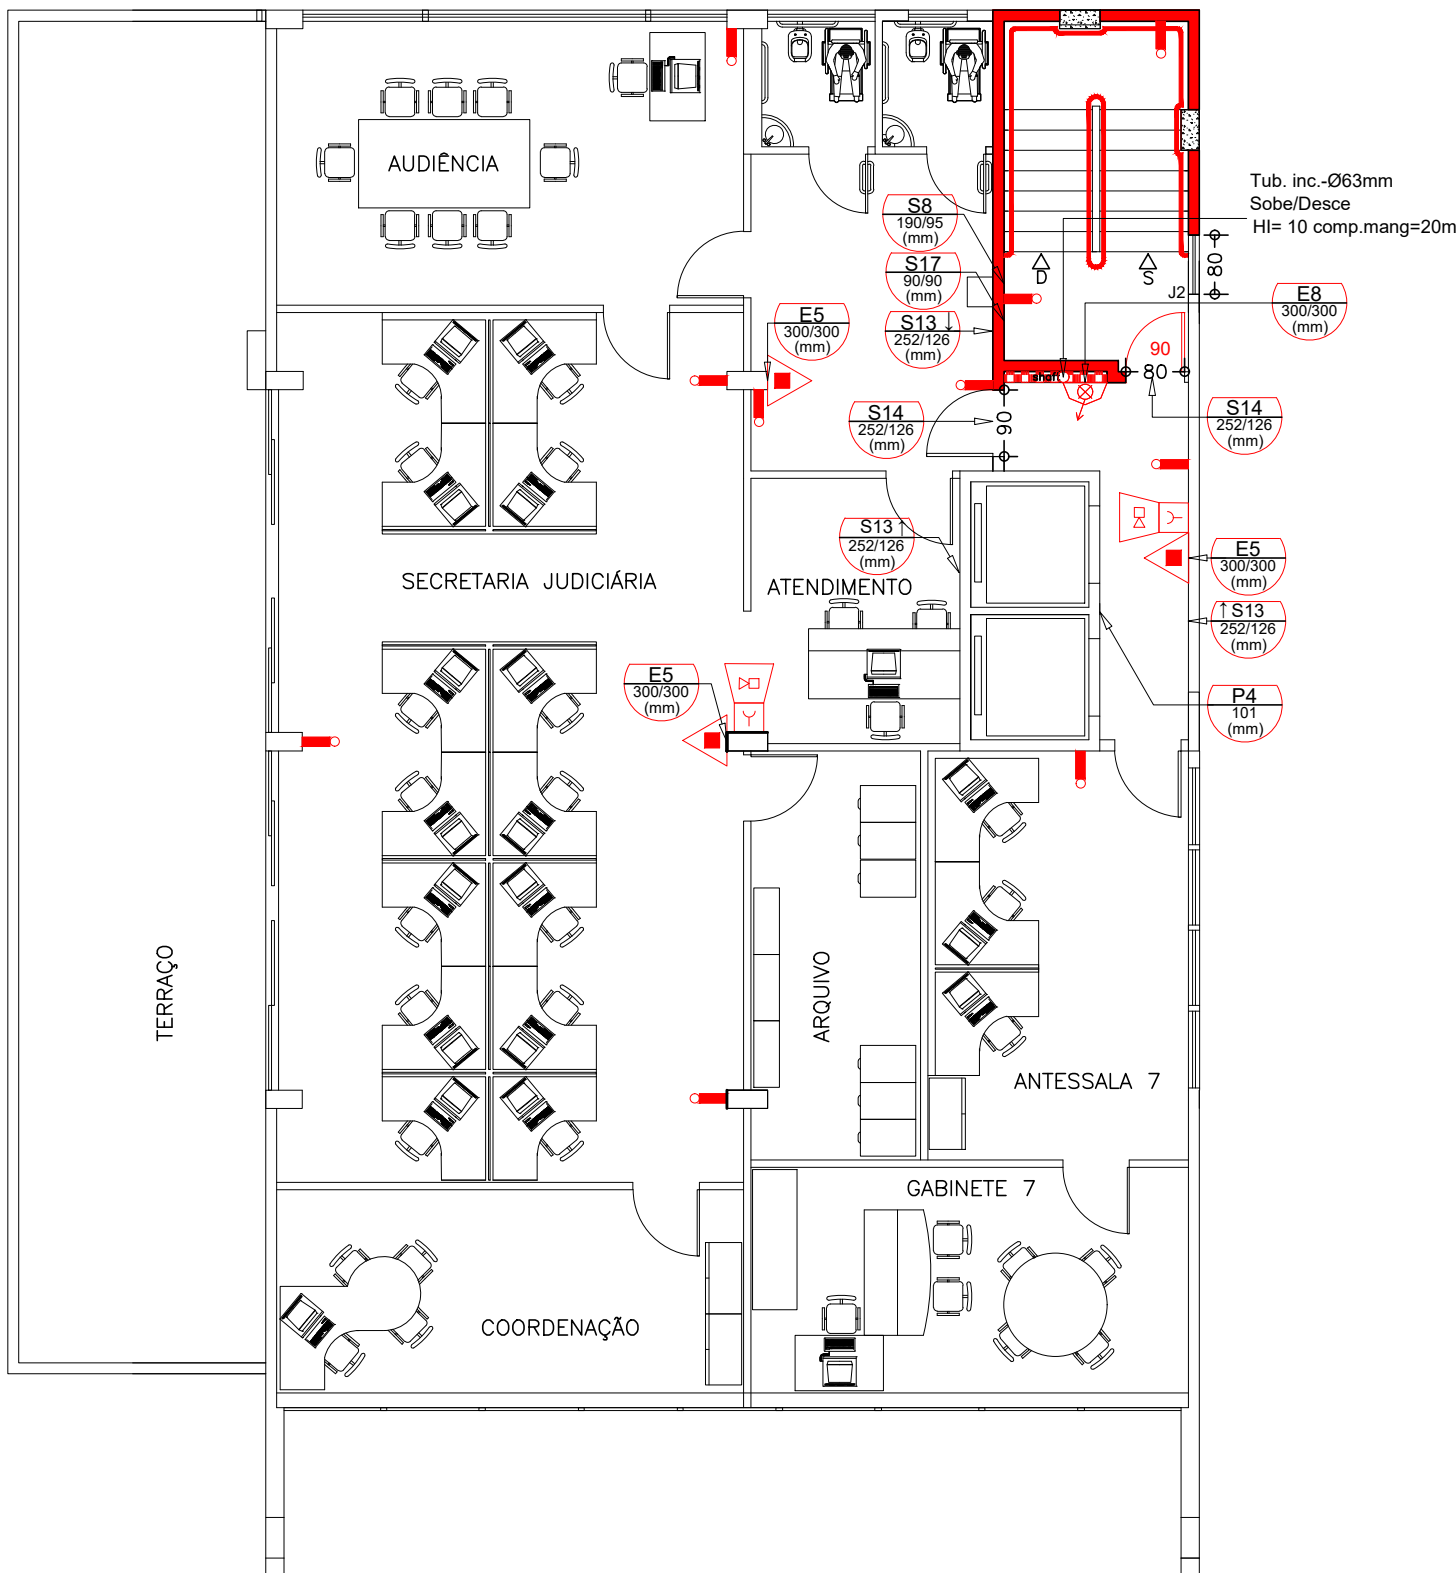 AUDIÊNCIA
Tub. inc.-Ø63mm
Sobe/Desce
HI= 10 comp.mang=20m
S8
190/95
(mm)
S17
90/90
(mm)
S13 ↓
252/126
(mm)
E5
300/300
(mm)
D
S
J2
80
E8
300/300
(mm)
90
80
shaft
S14
252/126
(mm)
90
S14
252/126
(mm)
S13 ↑
252/126
(mm)
E5
300/300
(mm)
SECRETARIA JUDICIÁRIA
ATENDIMENTO
↑ S13
252/126
(mm)
E5
300/300
(mm)
P4
101
(mm)
TERRAÇO
ARQUIVO
ANTESSALA 7
GABINETE 7
COORDENAÇÃO